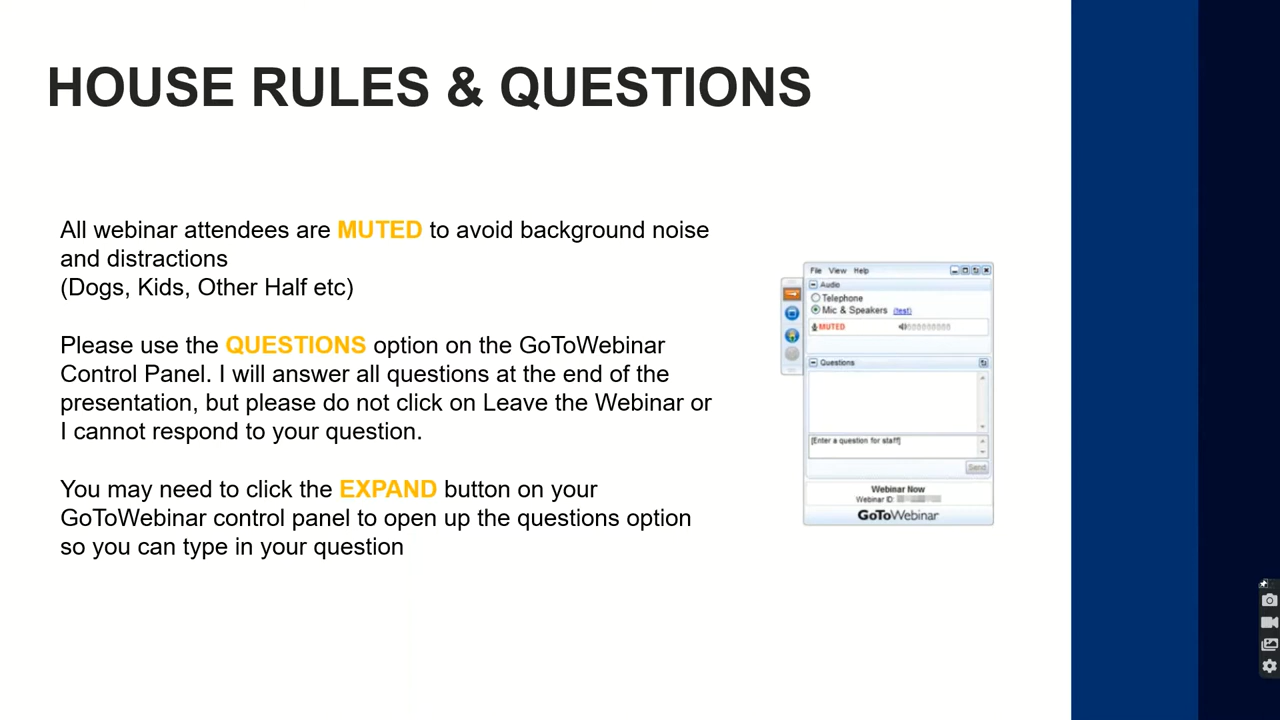 HOUSE RULES & QUESTIONS
All webinar attendees are MUTED to avoid background noise
and distractions
(Dogs, Kids, Other Half etc)
Please use the QUESTIONS option on the GoToWebinar
Control Panel. I will answer all questions at the end of the
presentation, but please do not click on Leave the Webinar or
I cannot respond to your question.
You may need to click the EXPAND button on your
GoToWebinar control panel to open up the questions option
so you can type in your question
File View Help
Audio
Telephone
Mic & Speakers (test)
MUTED
Questions
[Enter a question for staff]
Send
Webinar Now
Webinar ID:
GoToWebinar